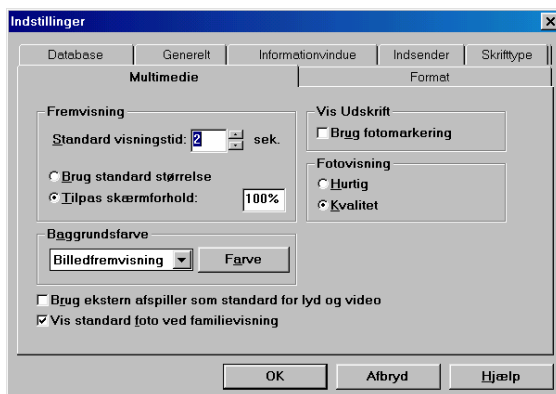 Indstillinger
Database Generelt Informationvindue Indsender Skrifttype
Multimedie Format
Fremvisning
Standard visningstid: 2 sek.
Brug standard størrelse
Tilpas skærmforhold: 100%
Vis Udskrift
Brug fotomarkering
Fotovisning
Hurtig
Kvalitet
Baggrundsfarve
Billedfremvisning Farve
Brug ekstern afspiller som standard for lyd og video
Vis standard foto ved familievisning
OK Afbryd Hjælp